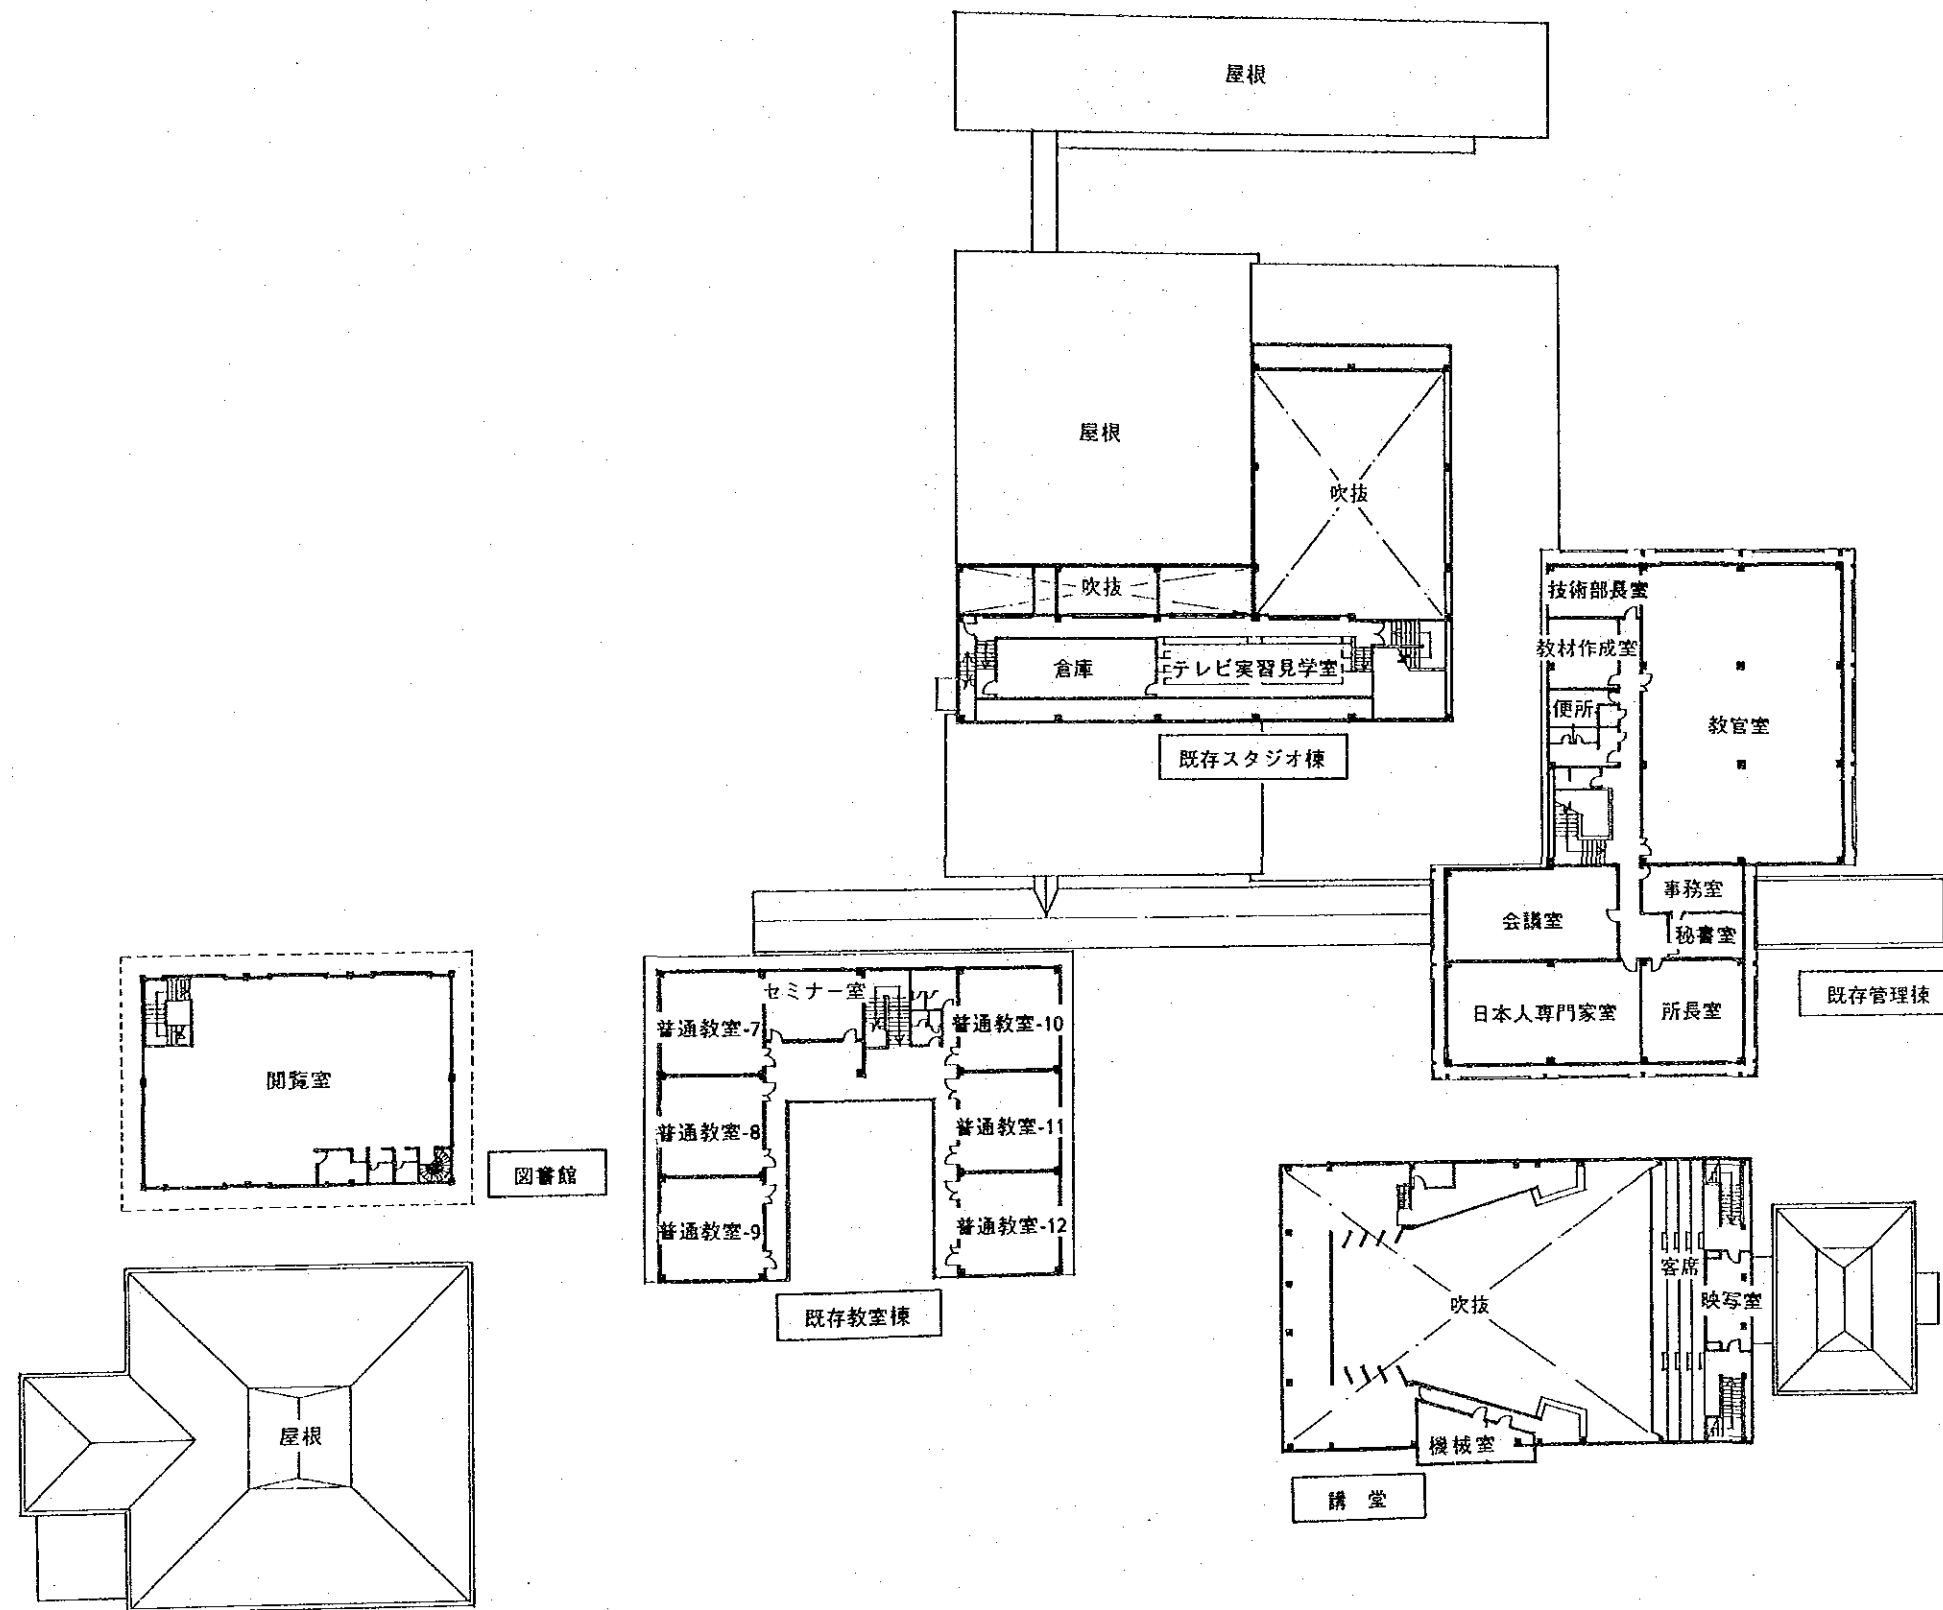 屋根
屋根
吹抜
吹抜
倉庫
テレビ実習見学室
既存スタジオ棟
技術部長室
教材作成室
便所
教官室
事務室
会議室
秘書室
日本人専門家室
所長室
既存管理棟
閲覧室
図書館
セミナー室
普通教室-7
普通教室-10
普通教室-8
普通教室-11
普通教室-9
普通教室-12
既存教室棟
客席
吹抜
映写室
機械室
講 堂
屋根